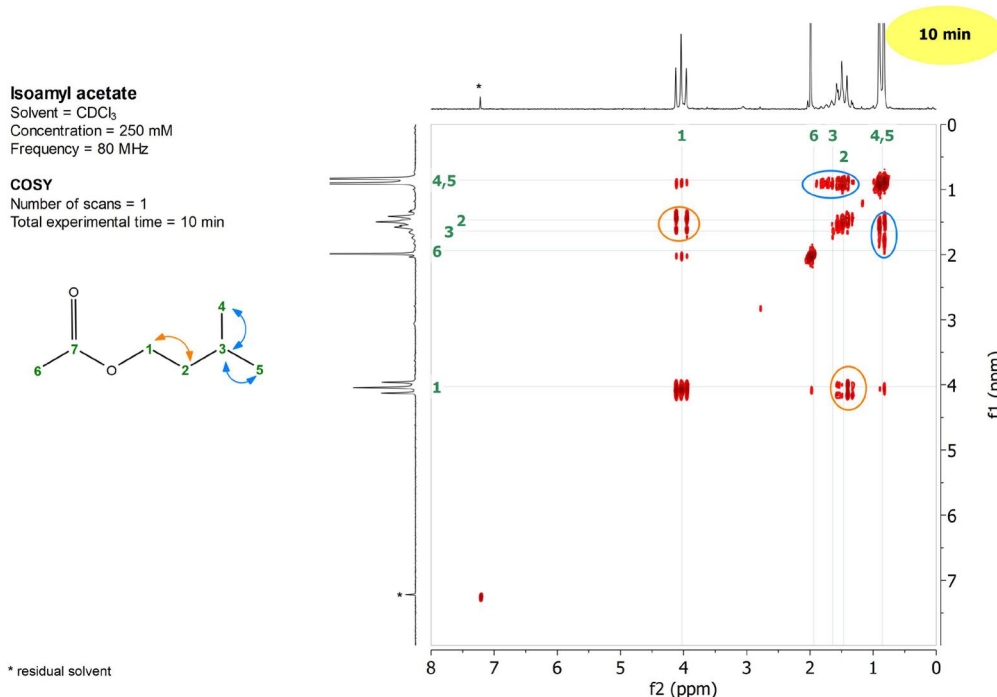 10 min
Isoamyl acetate
Solvent = CDCl₃
Concentration = 250 mM
Frequency = 80 MHz
COSY
Number of scans = 1
Total experimental time = 10 min
*
1 6 3 4,5
2
4,5
2
3
6
1
*
0
1
2
3
4
5
6
7
f1 (ppm)
O
4
7 1 3
6 O 2 5
8 7 6 5 4 3 2 1 0
f2 (ppm)
* residual solvent